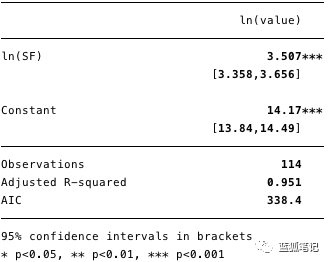 ln(value)
ln(SF) 3.507***
[3.358,3.656]
Constant 14.17***
[13.84,14.49]
Observations 114
Adjusted R-squared 0.951
AIC 338.4
95% confidence intervals in brackets
* p<0.05, ** p<0.01, *** p<0.001
蓝狐笔记